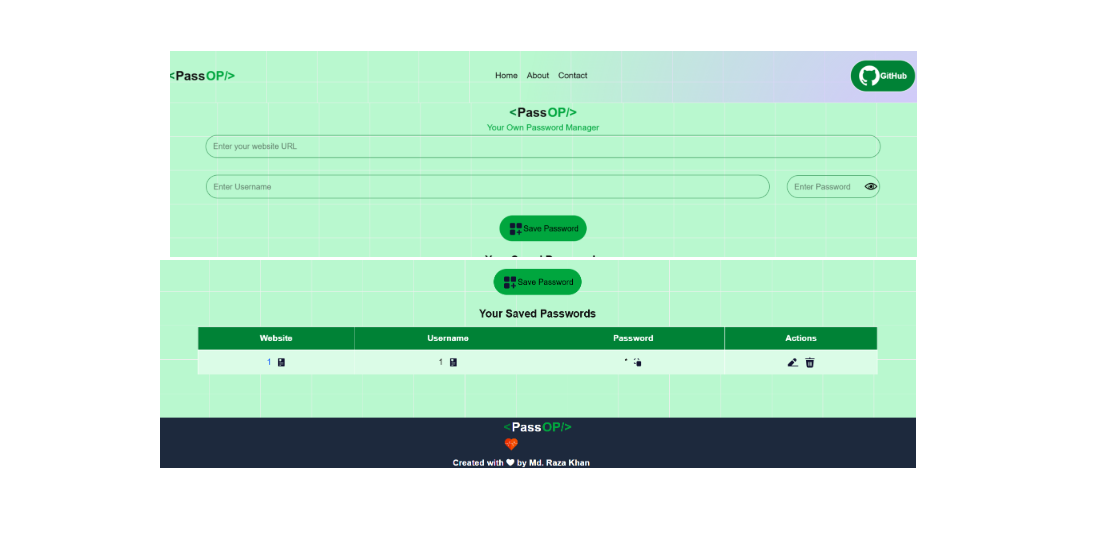 <PassOP/>
Home About Contact
GitHub
<PassOP/>
Your Own Password Manager
Enter your website URL
Enter Username
Enter Password
Save Password
Save Password
Your Saved Passwords
Website Username Password Actions
1 1
<PassOP/>
Created with by Md. Raza Khan